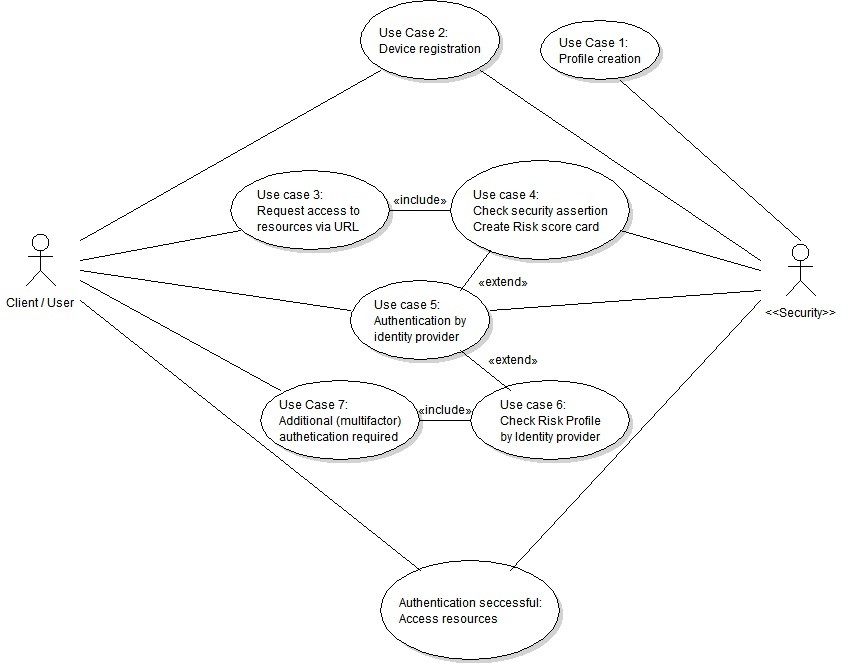 Use Case 2:
Device registration
Use Case 1:
Profile creation
Use case 3:
Request access to
resources via URL
«include»
Use case 4:
Check security assertion
Create Risk score card
Client / User
<<Security>>
«extend»
Use case 5:
Authentication by
identity provider
«extend»
Use Case 7:
Additional (multifactor)
authetication required
«include»
Use case 6:
Check Risk Profile
by Identity provider
Authentication seccessful:
Access resources